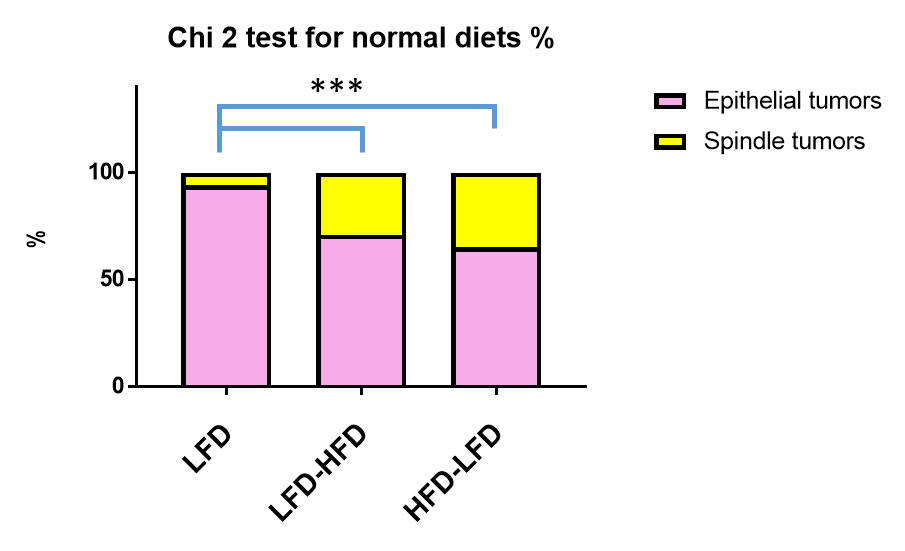 Chi 2 test for normal diets %
***
Epithelial tumors
Spindle tumors
100
50
0
%
LFD
LFD-HFD
HFD-LFD